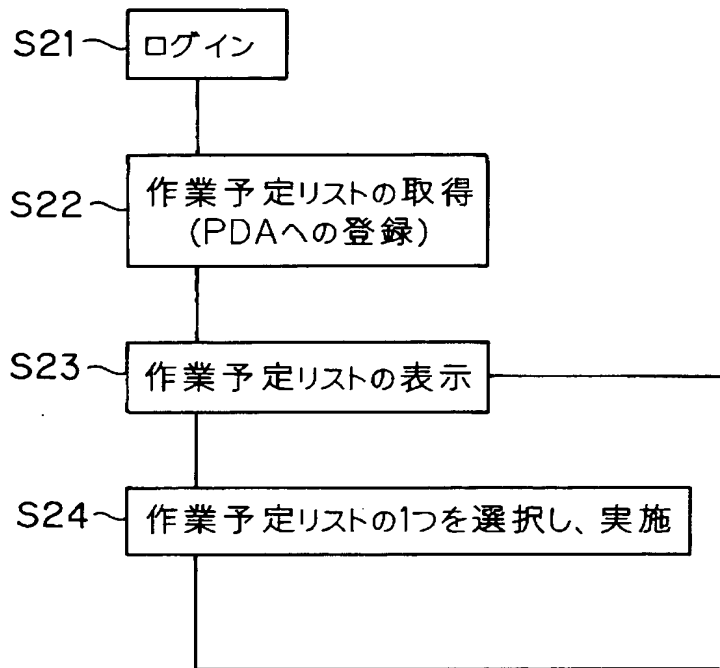 S21 ログイン
S22 作業予定リストの取得
(PDAへの登録)
S23 作業予定リストの表示
S24 作業予定リストの1つを選択し、実施